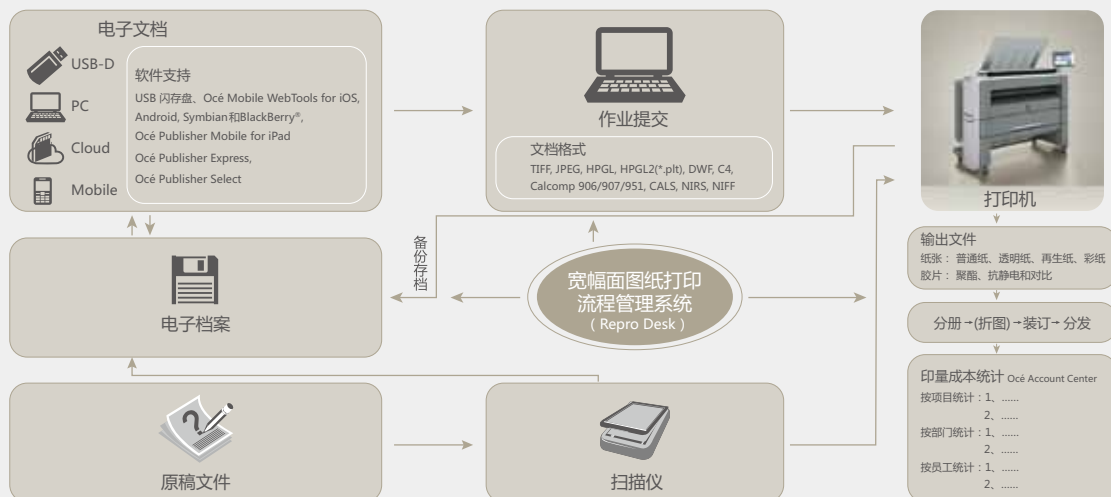 电子文档
USB-D
PC
Cloud
Mobile
软件支持
USB 闪存盘、Océ Mobile WebTools for iOS,
Android, Symbian和BlackBerry®,
Océ Publisher Mobile for iPad
Océ Publisher Express,
Océ Publisher Select
作业提交
文档格式
TIFF, JPEG, HPGL, HPGL2(*.plt), DWF, C4,
Calcomp 906/907/951, CALS, NIRS, NIFF
打印机
备份存档
电子档案
宽幅面图纸打印
流程管理系统
(Repro Desk)
输出文件
纸张：普通纸、透明纸、再生纸、彩纸
胶片：聚酯、抗静电和对比
分册→(折图)→装订→分发
印量成本统计 Océ Account Center
按项目统计：1、......
2、......
按部门统计：1、......
2、......
按员工统计：1、......
2、......
原稿文件
扫描仪